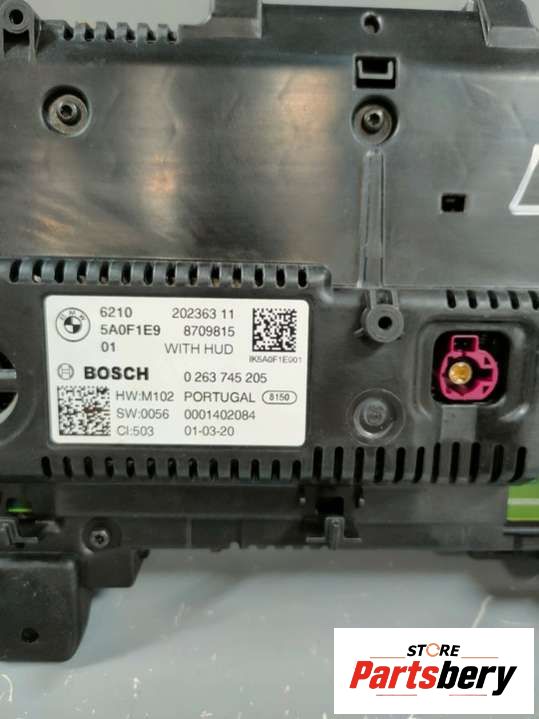 BMW
6210 202363 11
5A0F1E9 8709815
01 WITH HUD
IK5A0F1E901
BOSCH 0 263 745 205
HW:M102 PORTUGAL 8150
SW:0056 0001402084
CI:503 01-03-20
STORE
Partsbery